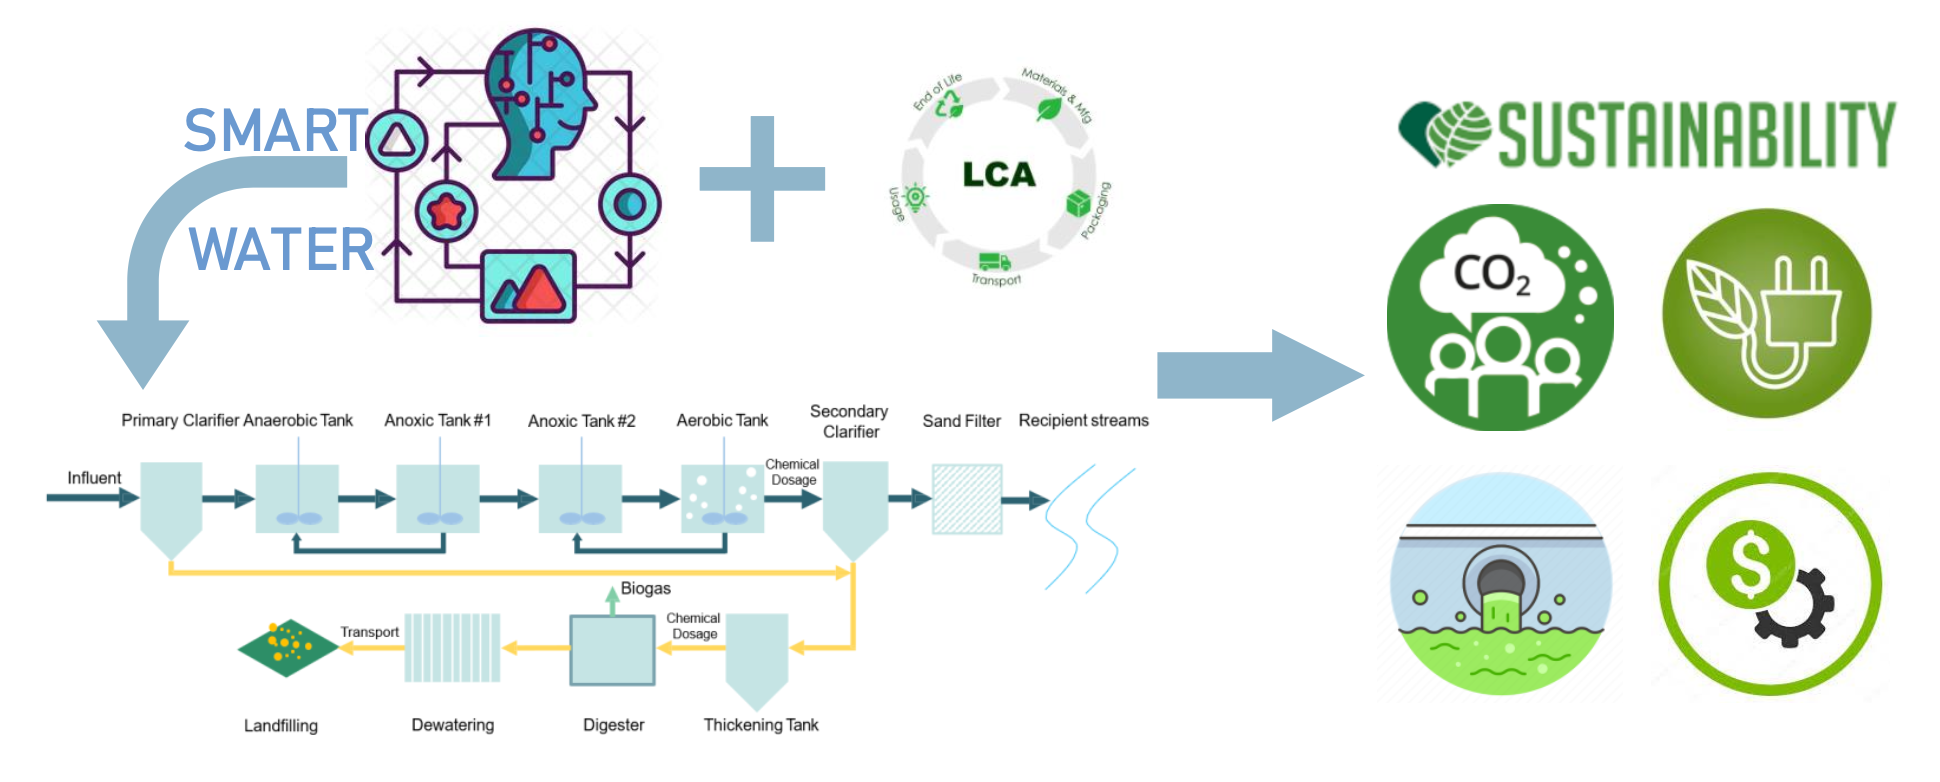 SMART
WATER
End of Life
Materials & Mfg
LCA
Usage
Packaging
Transport
SUSTAINABILITY
CO2
Primary Clarifier
Anaerobic Tank
Anoxic Tank #1
Anoxic Tank #2
Aerobic Tank
Secondary
Clarifier
Sand Filter
Recipient streams
Influent
Chemical
Dosage
Biogas
Transport
Chemical
Dosage
Landfilling
Dewatering
Digester
Thickening Tank
$